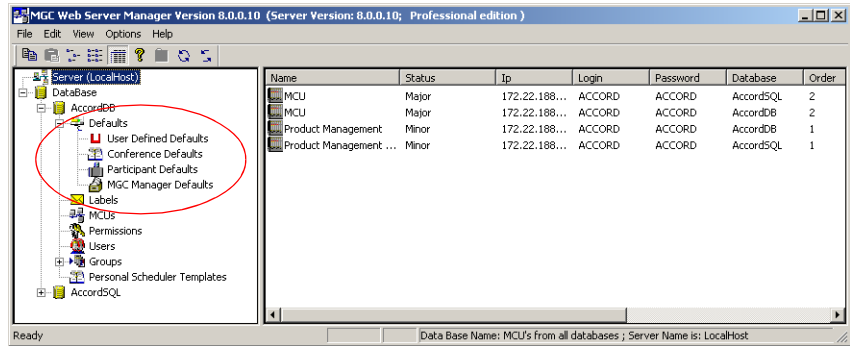 MGC Web Server Manager Version 8.0.0.10 (Server Version: 8.0.0.10; Professional edition )
File Edit View Options Help
Server (LocalHost)
DataBase
AccordDB
Defaults
User Defined Defaults
Conference Defaults
Participant Defaults
MGC Manager Defaults
Labels
MCUs
Permissions
Users
Groups
Personal Scheduler Templates
AccordSQL
Name Status Ip Login Password Database Order
MCU Major 172.22.188... ACCORD ACCORD AccordSQL 2
MCU Major 172.22.188... ACCORD ACCORD AccordDB 2
Product Management Minor 172.22.188... ACCORD ACCORD AccordDB 1
Product Management ... Minor 172.22.188... ACCORD ACCORD AccordSQL 1
Ready Data Base Name: MCU's from all databases ; Server Name is: LocalHost